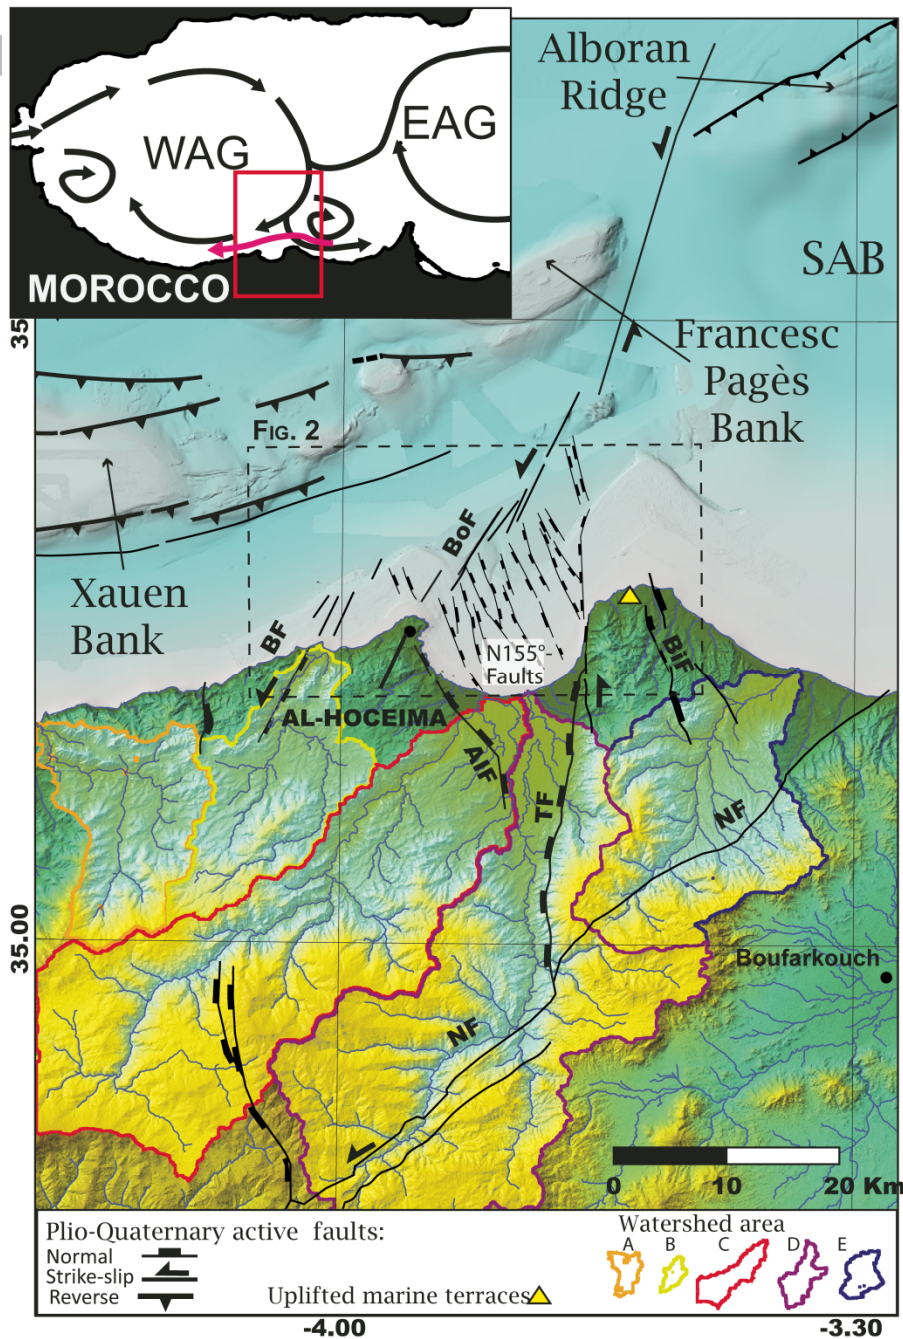 WAG
EAG
MOROCCO
Alboran
Ridge
SAB
Francesc
Pagès
Bank
35
FIG. 2
Xauen
Bank
BoF
BF
N155°-
Faults
BiF
AL-HOCEIMA
AlF
TF
NF
35.00
Boufarkouch
NF
0 10 20 Km
Plio-Quaternary active faults:
Normal
Strike-slip
Reverse
Uplifted marine terraces
Watershed area
A B C D E
-4.00 -3.30